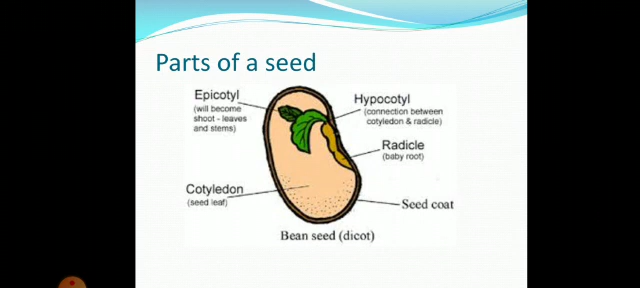 Parts of a seed
Epicotyl
(will become
shoot - leaves
and stems)
Hypocotyl
(connection between
cotyledon & radicle)
Radicle
(baby root)
Cotyledon
(seed leaf)
Seed coat
Bean seed (dicot)